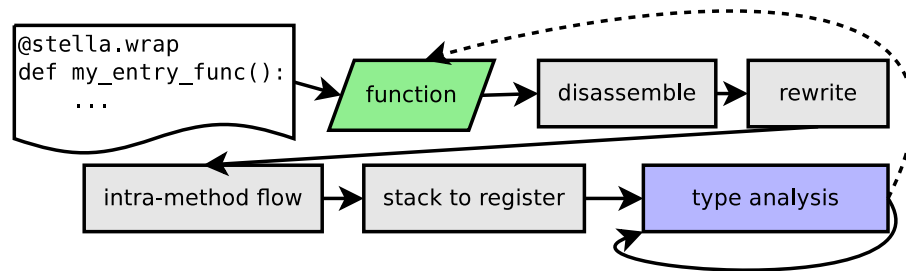 @stella.wrap
def my_entry_func():
    ...
function
disassemble
rewrite
intra-method flow
stack to register
type analysis